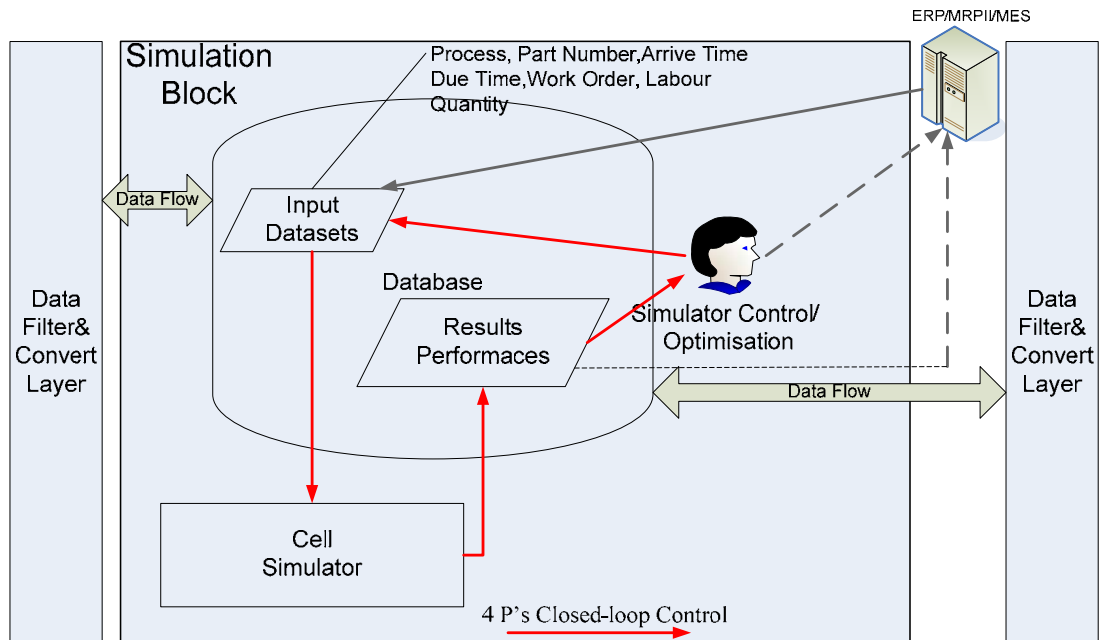 ERP/MRPII/MES
Simulation
Block
Process, Part Number,Arrive Time
Due Time,Work Order, Labour
Quantity
Data Flow
Input
Datasets
Database
Results
Performaces
Simulator Control/
Optimisation
Data
Filter&
Convert
Layer
Data
Filter&
Convert
Layer
Data Flow
Cell
Simulator
4 P's Closed-loop Control